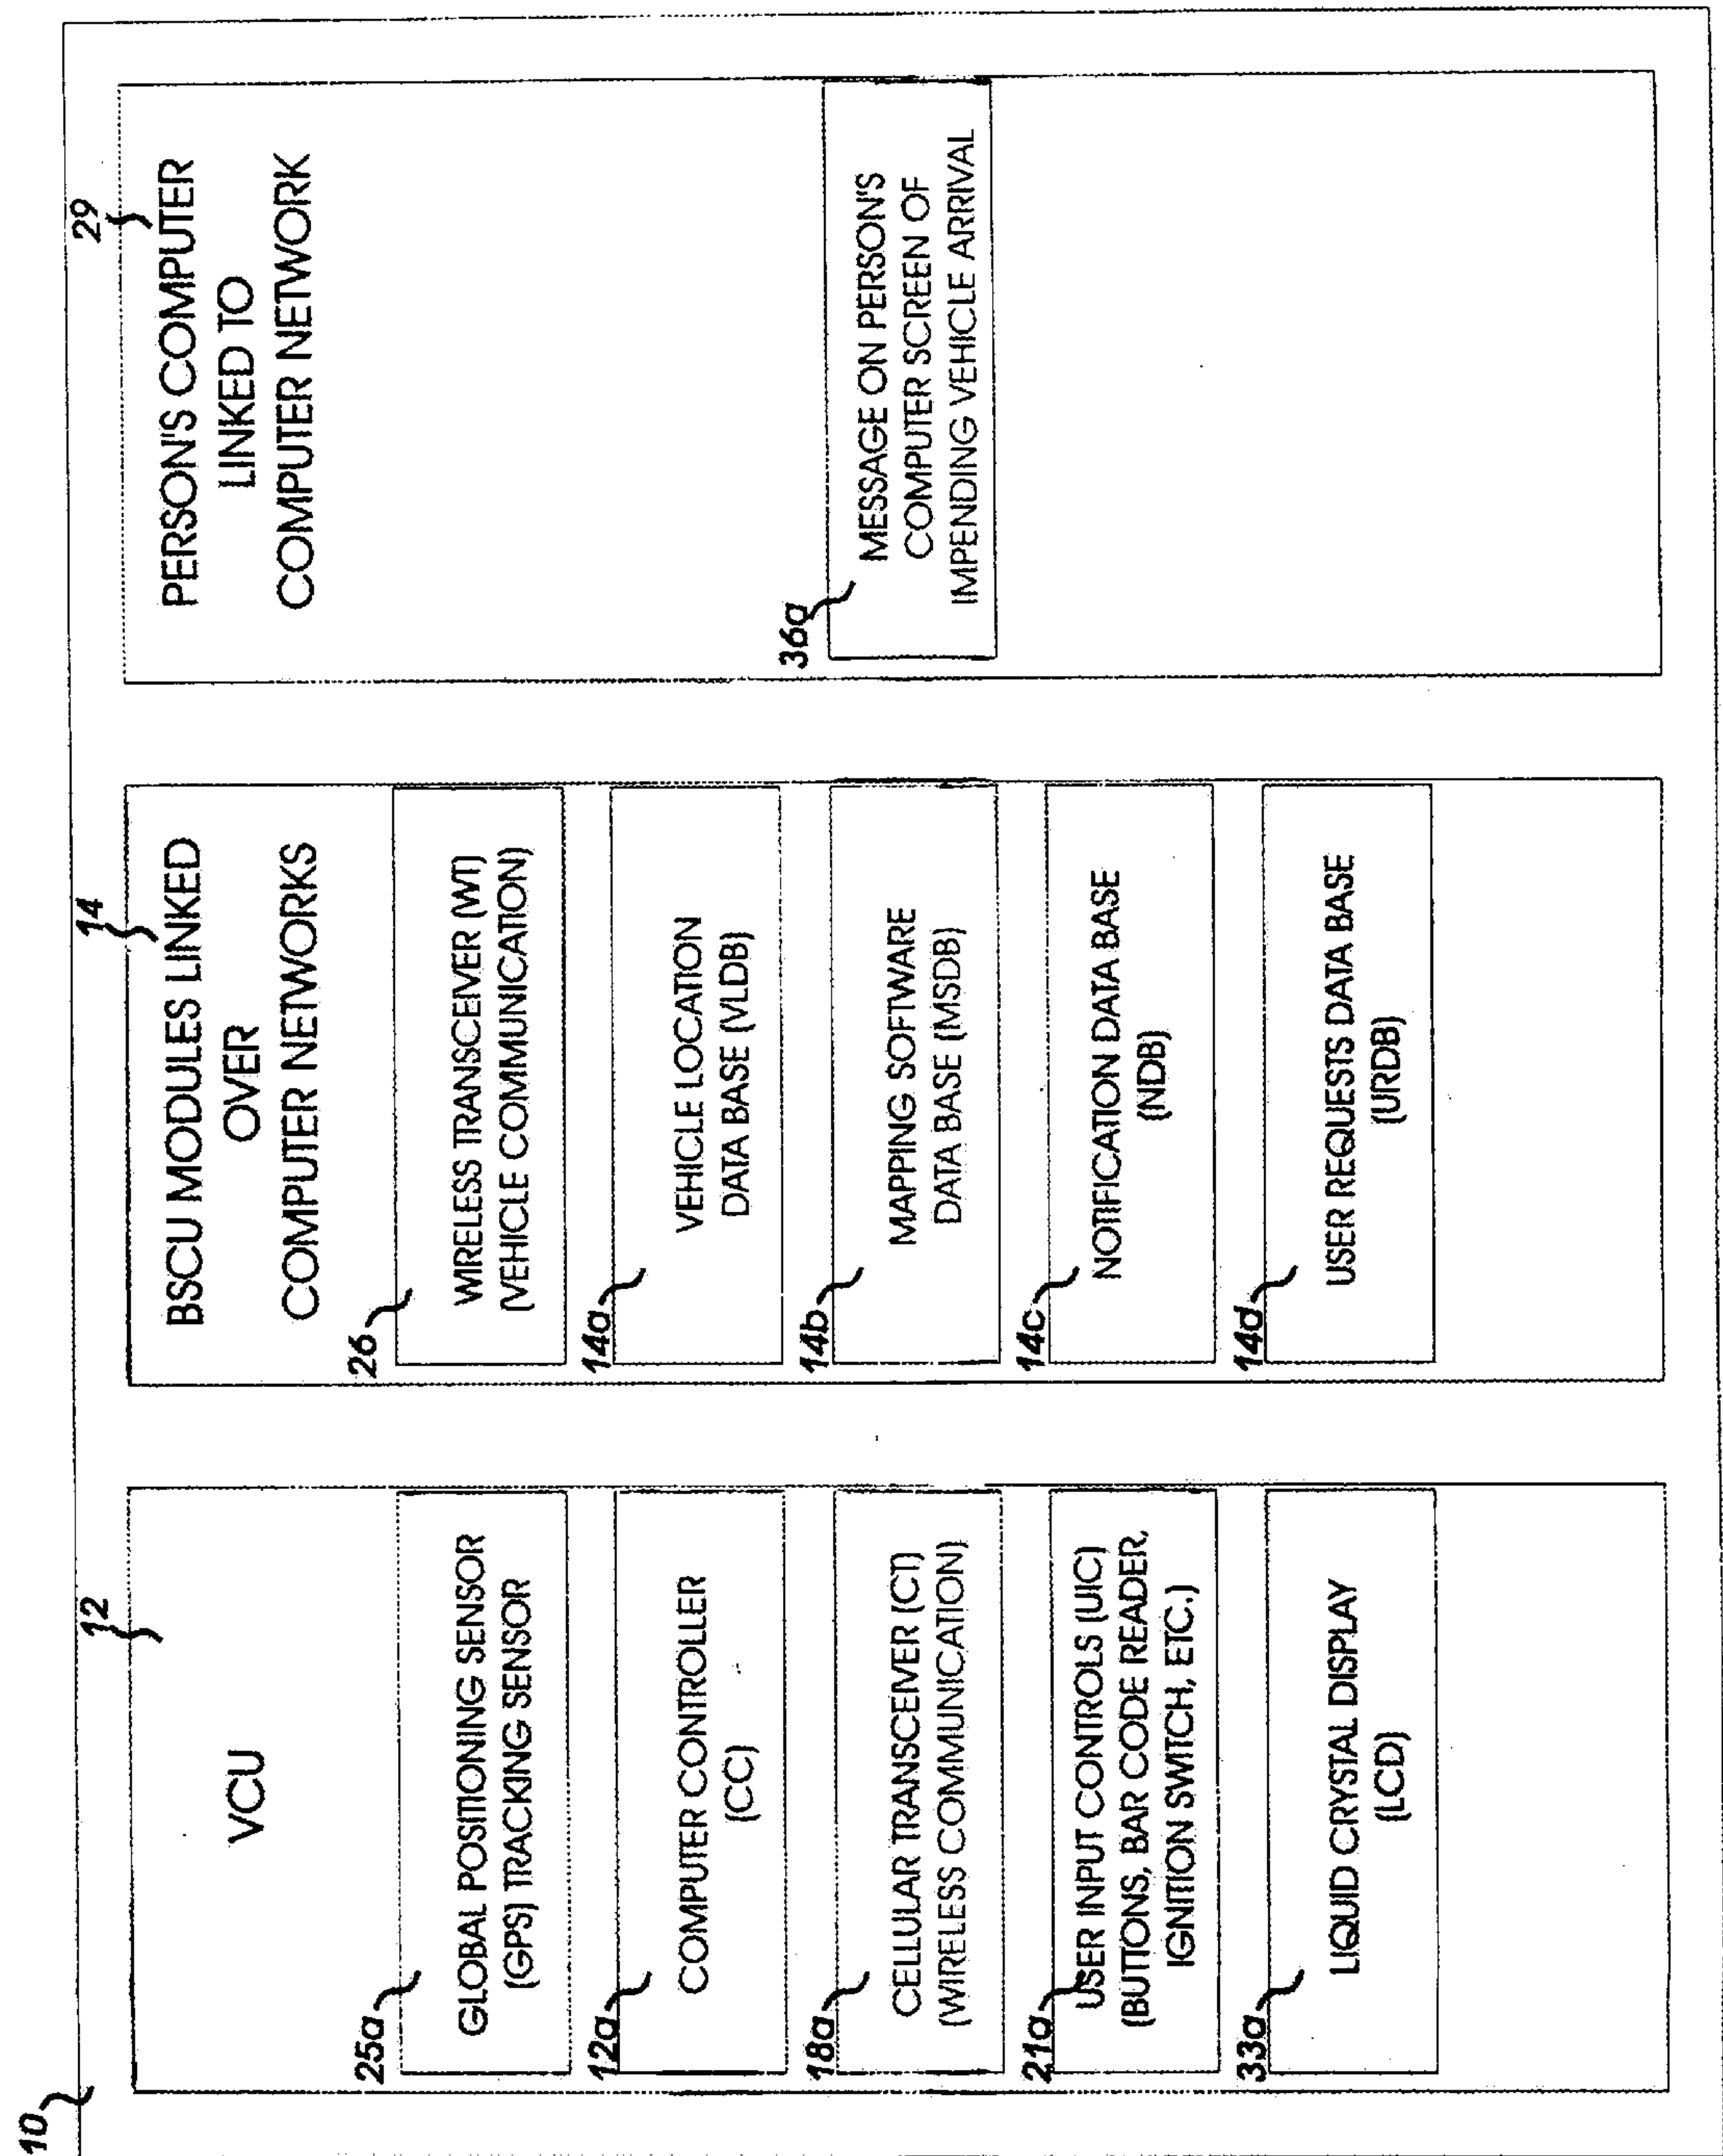 10
12
VCU
25a
GLOBAL POSITIONING SENSOR
(GPS) TRACKING SENSOR
12a
COMPUTER CONTROLLER
(CC)
18a
CELLULAR TRANSCEIVER (CT)
(WIRELESS COMMUNICATION)
21a
USER INPUT CONTROLS (UIC)
(BUTTONS, BAR CODE READER,
IGNITION SWITCH, ETC.)
33a
LIQUID CRYSTAL DISPLAY
(LCD)
14
BSCU MODULES LINKED
OVER
COMPUTER NETWORKS
26
WIRELESS TRANSCEIVER (WT)
(VEHICLE COMMUNICATION)
14a
VEHICLE LOCATION
DATA BASE (VLDB)
14b
MAPPING SOFTWARE
DATA BASE (MSDB)
14c
NOTIFICATION DATA BASE
(NDB)
14d
USER REQUESTS DATA BASE
(URDB)
29
PERSON'S COMPUTER
LINKED TO
COMPUTER NETWORK
36a
MESSAGE ON PERSON'S
COMPUTER SCREEN OF
IMPENDING VEHICLE ARRIVAL